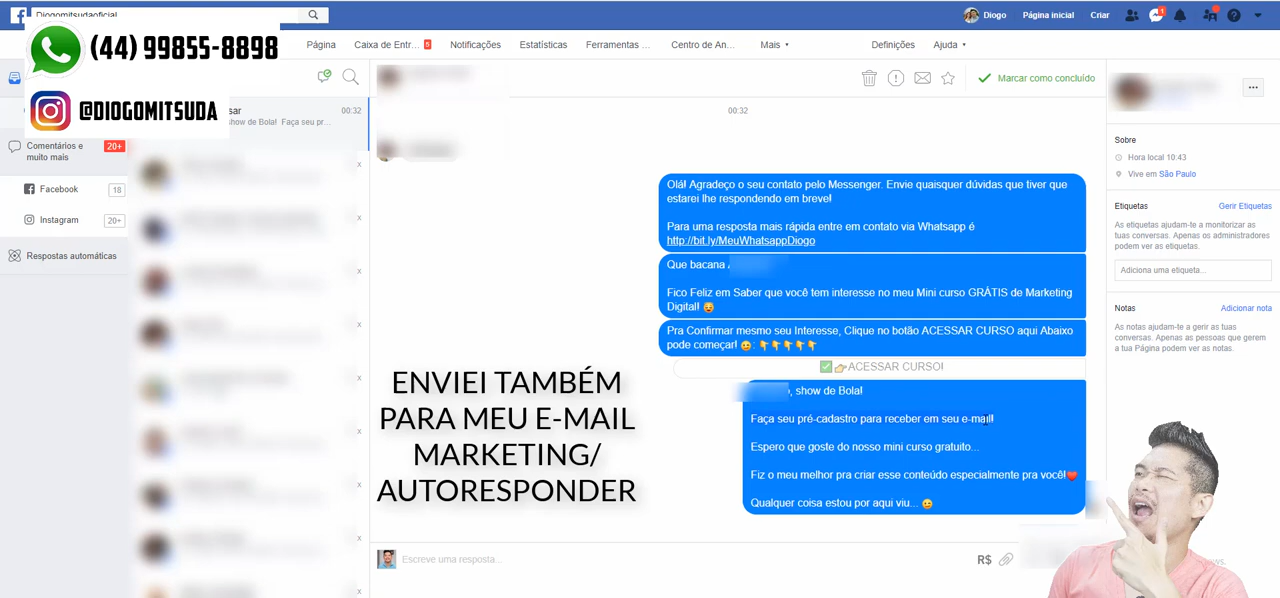 Diogomitsudaoficial
Diogo
Página inicial
Criar
1
(44) 99855-8898
@DIOGOMITSUDA
Página
Caixa de Entr... 8
Notificações
Estatísticas
Ferramentas ...
Centro de An...
Mais
Definições
Ajuda
Marcar como concluído
00:32
show de Bola! Faça seu pr...
Comentários e
muito mais
20+
Facebook
18
Instagram
20+
Respostas automáticas
00:32
Olá! Agradeço o seu contato pelo Messenger. Envie quaisquer dúvidas que tiver que
estarei lhe respondendo em breve!
Para uma resposta mais rápida entre em contato via Whatsapp é
http://bit.ly/MeuWhatsappDiogo
Que bacana
Fico Feliz em Saber que você tem interesse no meu Mini curso GRÁTIS de Marketing
Digital! 🥳
Pra Confirmar mesmo seu Interesse, Clique no botão ACESSAR CURSO aqui Abaixo
pode começar! 😉 👇👇👇👇👇
✅👉ACESSAR CURSO!
, show de Bola!
Faça seu pré-cadastro para receber em seu e-mail!
Espero que goste do nosso mini curso gratuito...
Fiz o meu melhor pra criar esse conteúdo especialmente pra você!❤️
Qualquer coisa estou por aqui viu... 😉
ENVIEI TAMBÉM
PARA MEU E-MAIL
MARKETING/
AUTORESPONDER
Escreve uma resposta...
R$
Sobre
Hora local 10:43
Vive em São Paulo
Etiquetas
Gerir Etiquetas
As etiquetas ajudam-te a monitorizar as
tuas conversas. Apenas os administradores
podem ver as etiquetas.
Adiciona uma etiqueta...
Notas
Adicionar nota
As notas ajudam-te a gerir as tuas
conversas. Apenas as pessoas que gerem
a tua Página podem ver as notas.